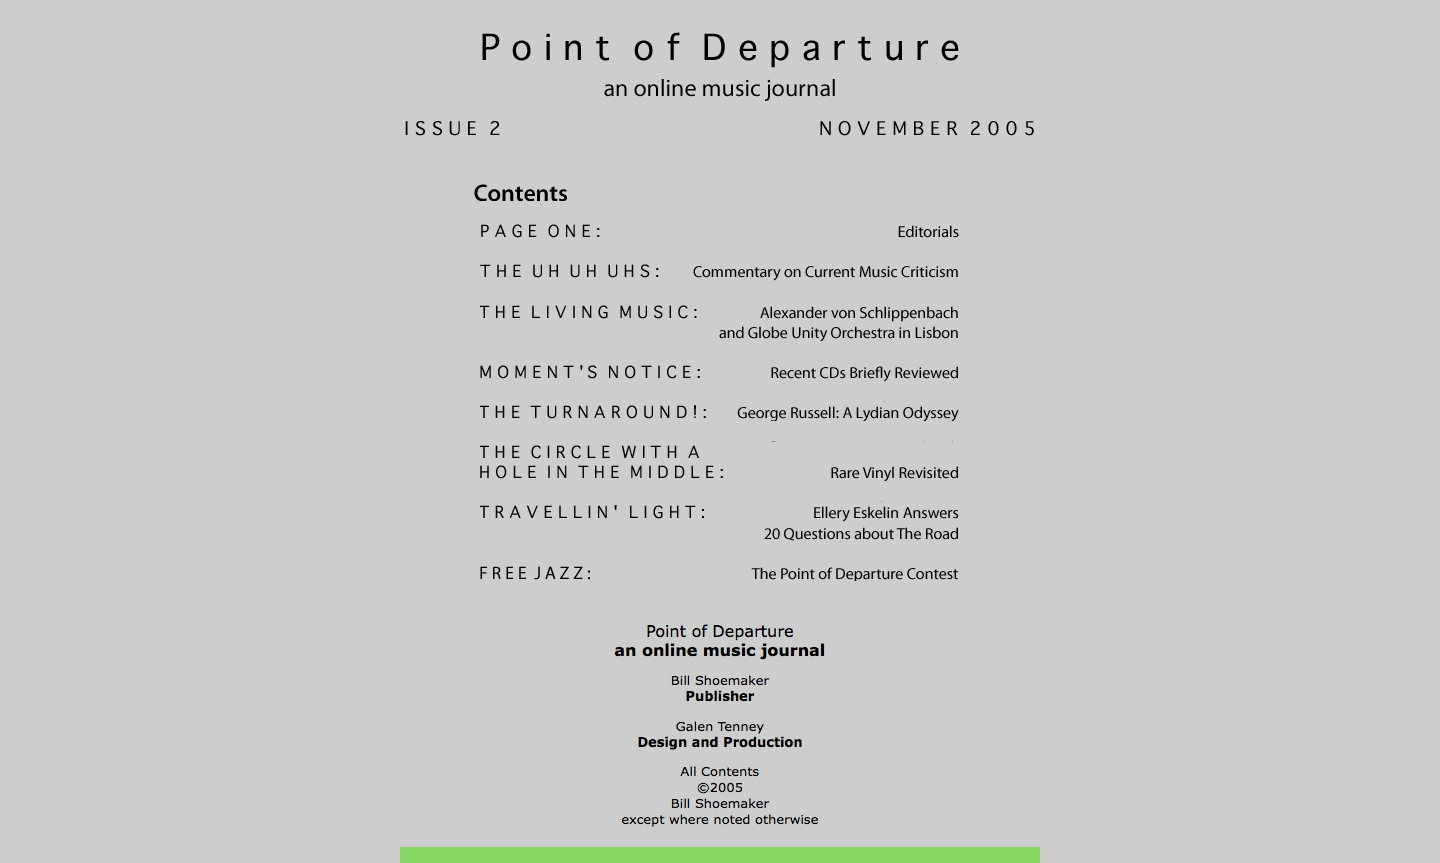 Point of Departure
an online music journal
ISSUE 2 NOVEMBER 2005
Contents
PAGE ONE: Editorials
THE UH UH UHS: Commentary on Current Music Criticism
THE LIVING MUSIC: Alexander von Schlippenbach
and Globe Unity Orchestra in Lisbon
MOMENT'S NOTICE: Recent CDs Briefly Reviewed
THE TURNAROUND!: George Russell: A Lydian Odyssey
THE CIRCLE WITH A
HOLE IN THE MIDDLE: Rare Vinyl Revisited
TRAVELLIN' LIGHT: Ellery Eskelin Answers
20 Questions about The Road
FREE JAZZ: The Point of Departure Contest
Point of Departure
an online music journal
Bill Shoemaker
Publisher
Galen Tenney
Design and Production
All Contents
©2005
Bill Shoemaker
except where noted otherwise